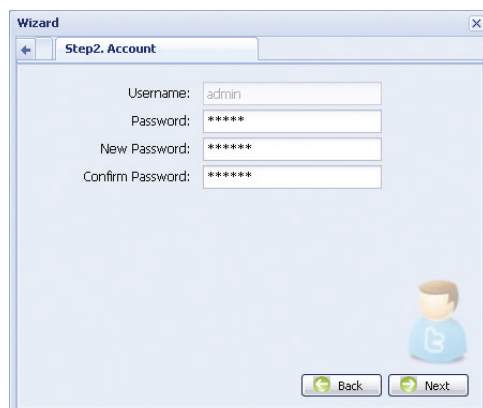 Wizard
Step2. Account
Username: admin
Password: *****
New Password: ******
Confirm Password: ******
Back Next